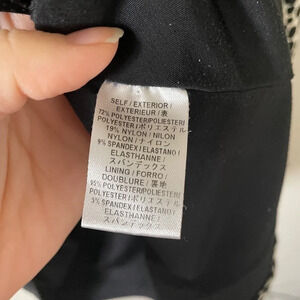 SELF / EXTERIOR /
EXTERIEUR / 表
72% POLYESTER/POLIESTER/
POLYESTER / ポリエステル
19% NYLON / NILON
NYLON / ナイロン
9% SPANDEX / ELASTANO /
ELASTHANNE /
スパンデックス
LINING / FORRO /
DOUBLURE / 裏地
95% POLYESTER/POLIESTER/
POLYESTER / ポリエステル
5% SPANDEX / ELASTANO /
ELASTHANNE /
スパンデックス